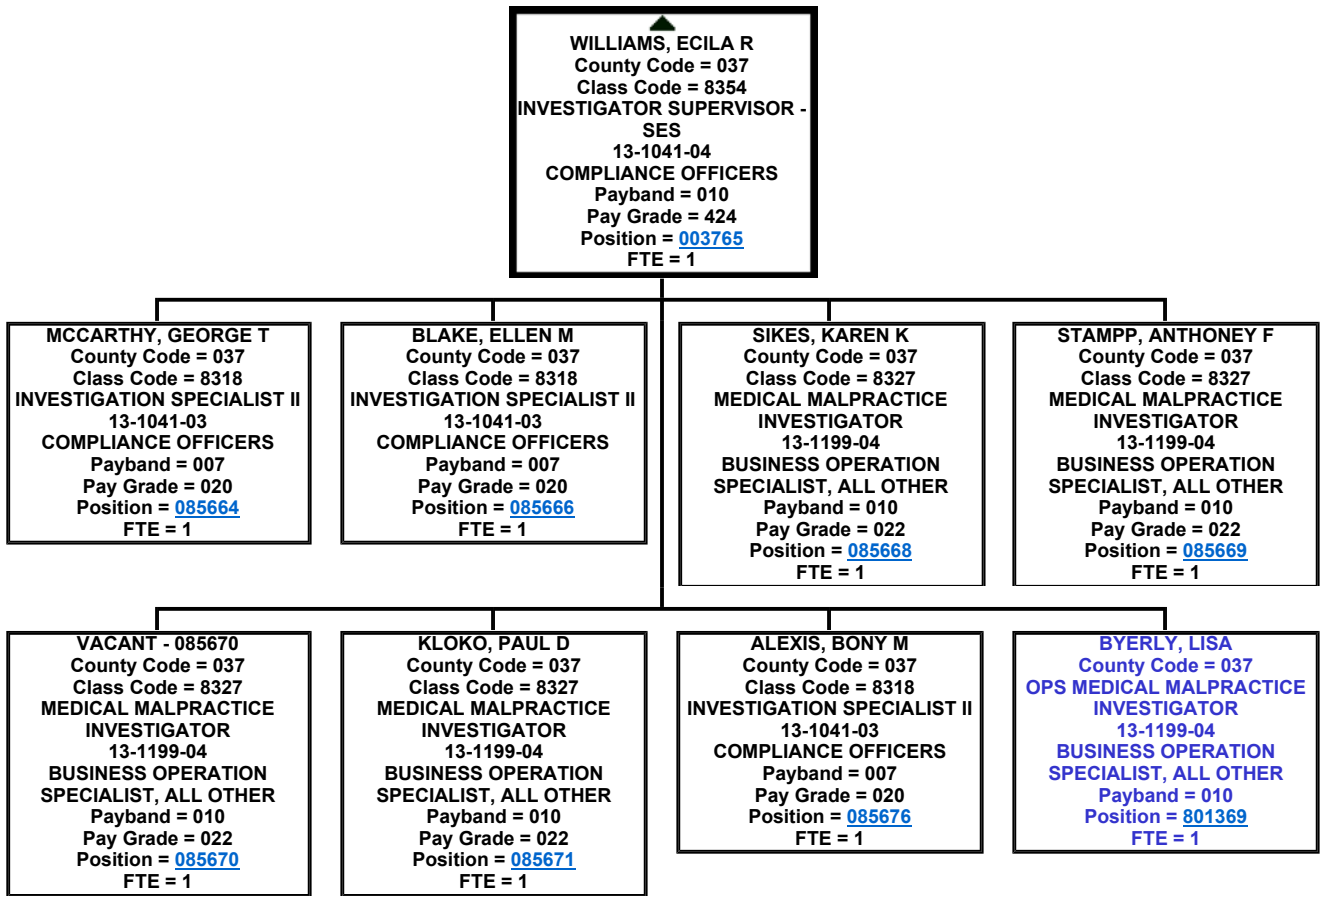 WILLIAMS, ECILA R
County Code = 037
Class Code = 8354
INVESTIGATOR SUPERVISOR -
SES
13-1041-04
COMPLIANCE OFFICERS
Payband = 010
Pay Grade = 424
Position = 003765
FTE = 1
MCCARTHY, GEORGE T
County Code = 037
Class Code = 8318
INVESTIGATION SPECIALIST II
13-1041-03
COMPLIANCE OFFICERS
Payband = 007
Pay Grade = 020
Position = 085664
FTE = 1
BLAKE, ELLEN M
County Code = 037
Class Code = 8318
INVESTIGATION SPECIALIST II
13-1041-03
COMPLIANCE OFFICERS
Payband = 007
Pay Grade = 020
Position = 085666
FTE = 1
SIKES, KAREN K
County Code = 037
Class Code = 8327
MEDICAL MALPRACTICE
INVESTIGATOR
13-1199-04
BUSINESS OPERATION
SPECIALIST, ALL OTHER
Payband = 010
Pay Grade = 022
Position = 085668
FTE = 1
STAMPP, ANTHONEY F
County Code = 037
Class Code = 8327
MEDICAL MALPRACTICE
INVESTIGATOR
13-1199-04
BUSINESS OPERATION
SPECIALIST, ALL OTHER
Payband = 010
Pay Grade = 022
Position = 085669
FTE = 1
VACANT - 085670
County Code = 037
Class Code = 8327
MEDICAL MALPRACTICE
INVESTIGATOR
13-1199-04
BUSINESS OPERATION
SPECIALIST, ALL OTHER
Payband = 010
Pay Grade = 022
Position = 085670
FTE = 1
KLOKO, PAUL D
County Code = 037
Class Code = 8327
MEDICAL MALPRACTICE
INVESTIGATOR
13-1199-04
BUSINESS OPERATION
SPECIALIST, ALL OTHER
Payband = 010
Pay Grade = 022
Position = 085671
FTE = 1
ALEXIS, BONY M
County Code = 037
Class Code = 8318
INVESTIGATION SPECIALIST II
13-1041-03
COMPLIANCE OFFICERS
Payband = 007
Pay Grade = 020
Position = 085676
FTE = 1
BYERLY, LISA
County Code = 037
OPS MEDICAL MALPRACTICE
INVESTIGATOR
13-1199-04
BUSINESS OPERATION
SPECIALIST, ALL OTHER
Payband = 010
Position = 801369
FTE = 1